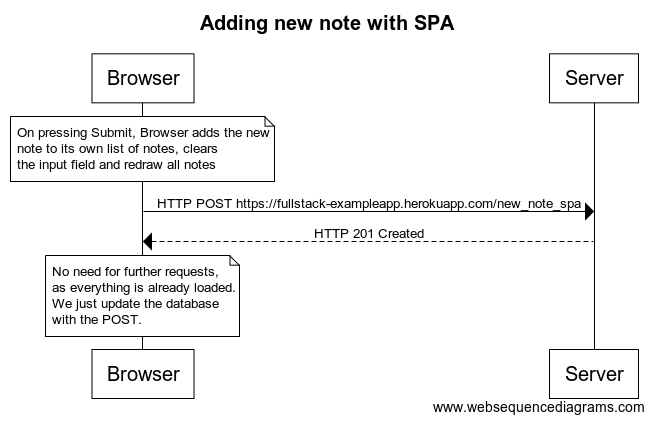 Adding new note with SPA
Browser
Server
On pressing Submit, Browser adds the new
note to its own list of notes, clears
the input field and redraw all notes
HTTP POST https://fullstack-exampleapp.herokuapp.com/new_note_spa
HTTP 201 Created
No need for further requests,
as everything is already loaded.
We just update the database
with the POST.
Browser
Server
www.websequencediagrams.com